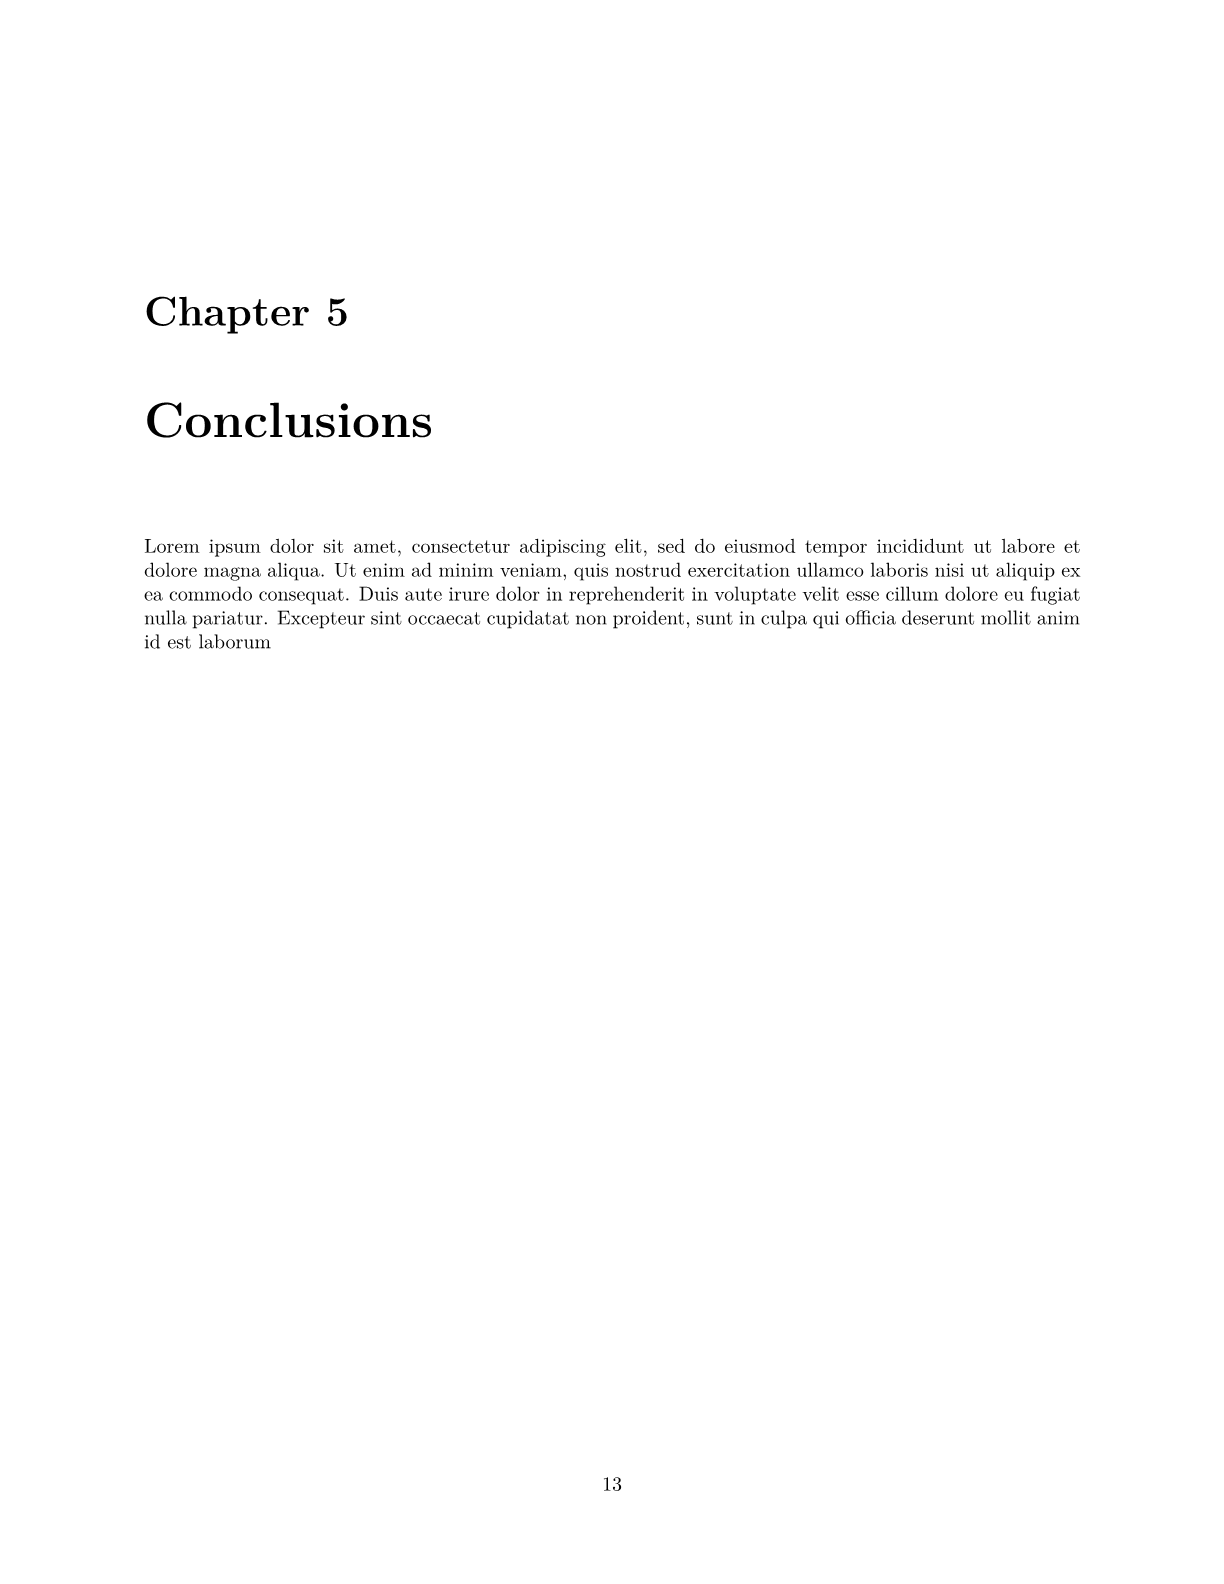 Chapter 5
Conclusions
Lorem ipsum dolor sit amet, consectetur adipiscing elit, sed do eiusmod tempor incididunt ut labore et
dolore magna aliqua. Ut enim ad minim veniam, quis nostrud exercitation ullamco laboris nisi ut aliquip ex
ea commodo consequat. Duis aute irure dolor in reprehenderit in voluptate velit esse cillum dolore eu fugiat
nulla pariatur. Excepteur sint occaecat cupidatat non proident, sunt in culpa qui officia deserunt mollit anim
id est laborum
13